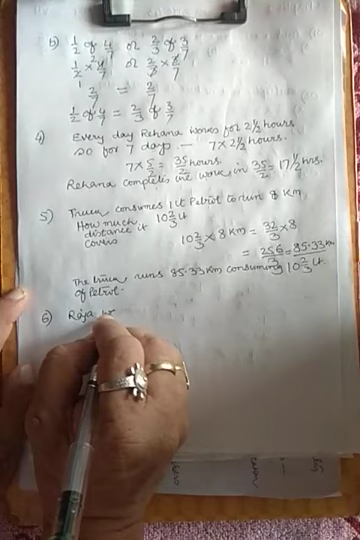 b) 1/2 of 4/7 or 2/3 of 3/7
1/2 × 4/7 or 2/3 × 3/7
2/7 = 2/7
1/2 of 4/7 = 2/3 of 3/7
4) Every day Rehana works for 2 1/2 hours
so for 7 days — 7 × 2 1/2 hours.
7 × 5/2 = 35/2 hours.
Rehana completes the work in 35/2 = 17 1/2 hrs.
5) Truck consumes 1 lt Petrol to run 8 KM,
How much distance it covers 10 2/3 lt
10 2/3 × 8 KM = 32/3 × 8
= 256/3 = 85.33 km
The truck runs 85.33 km consuming 10 2/3 lt.
of Petrol.
6) Raja